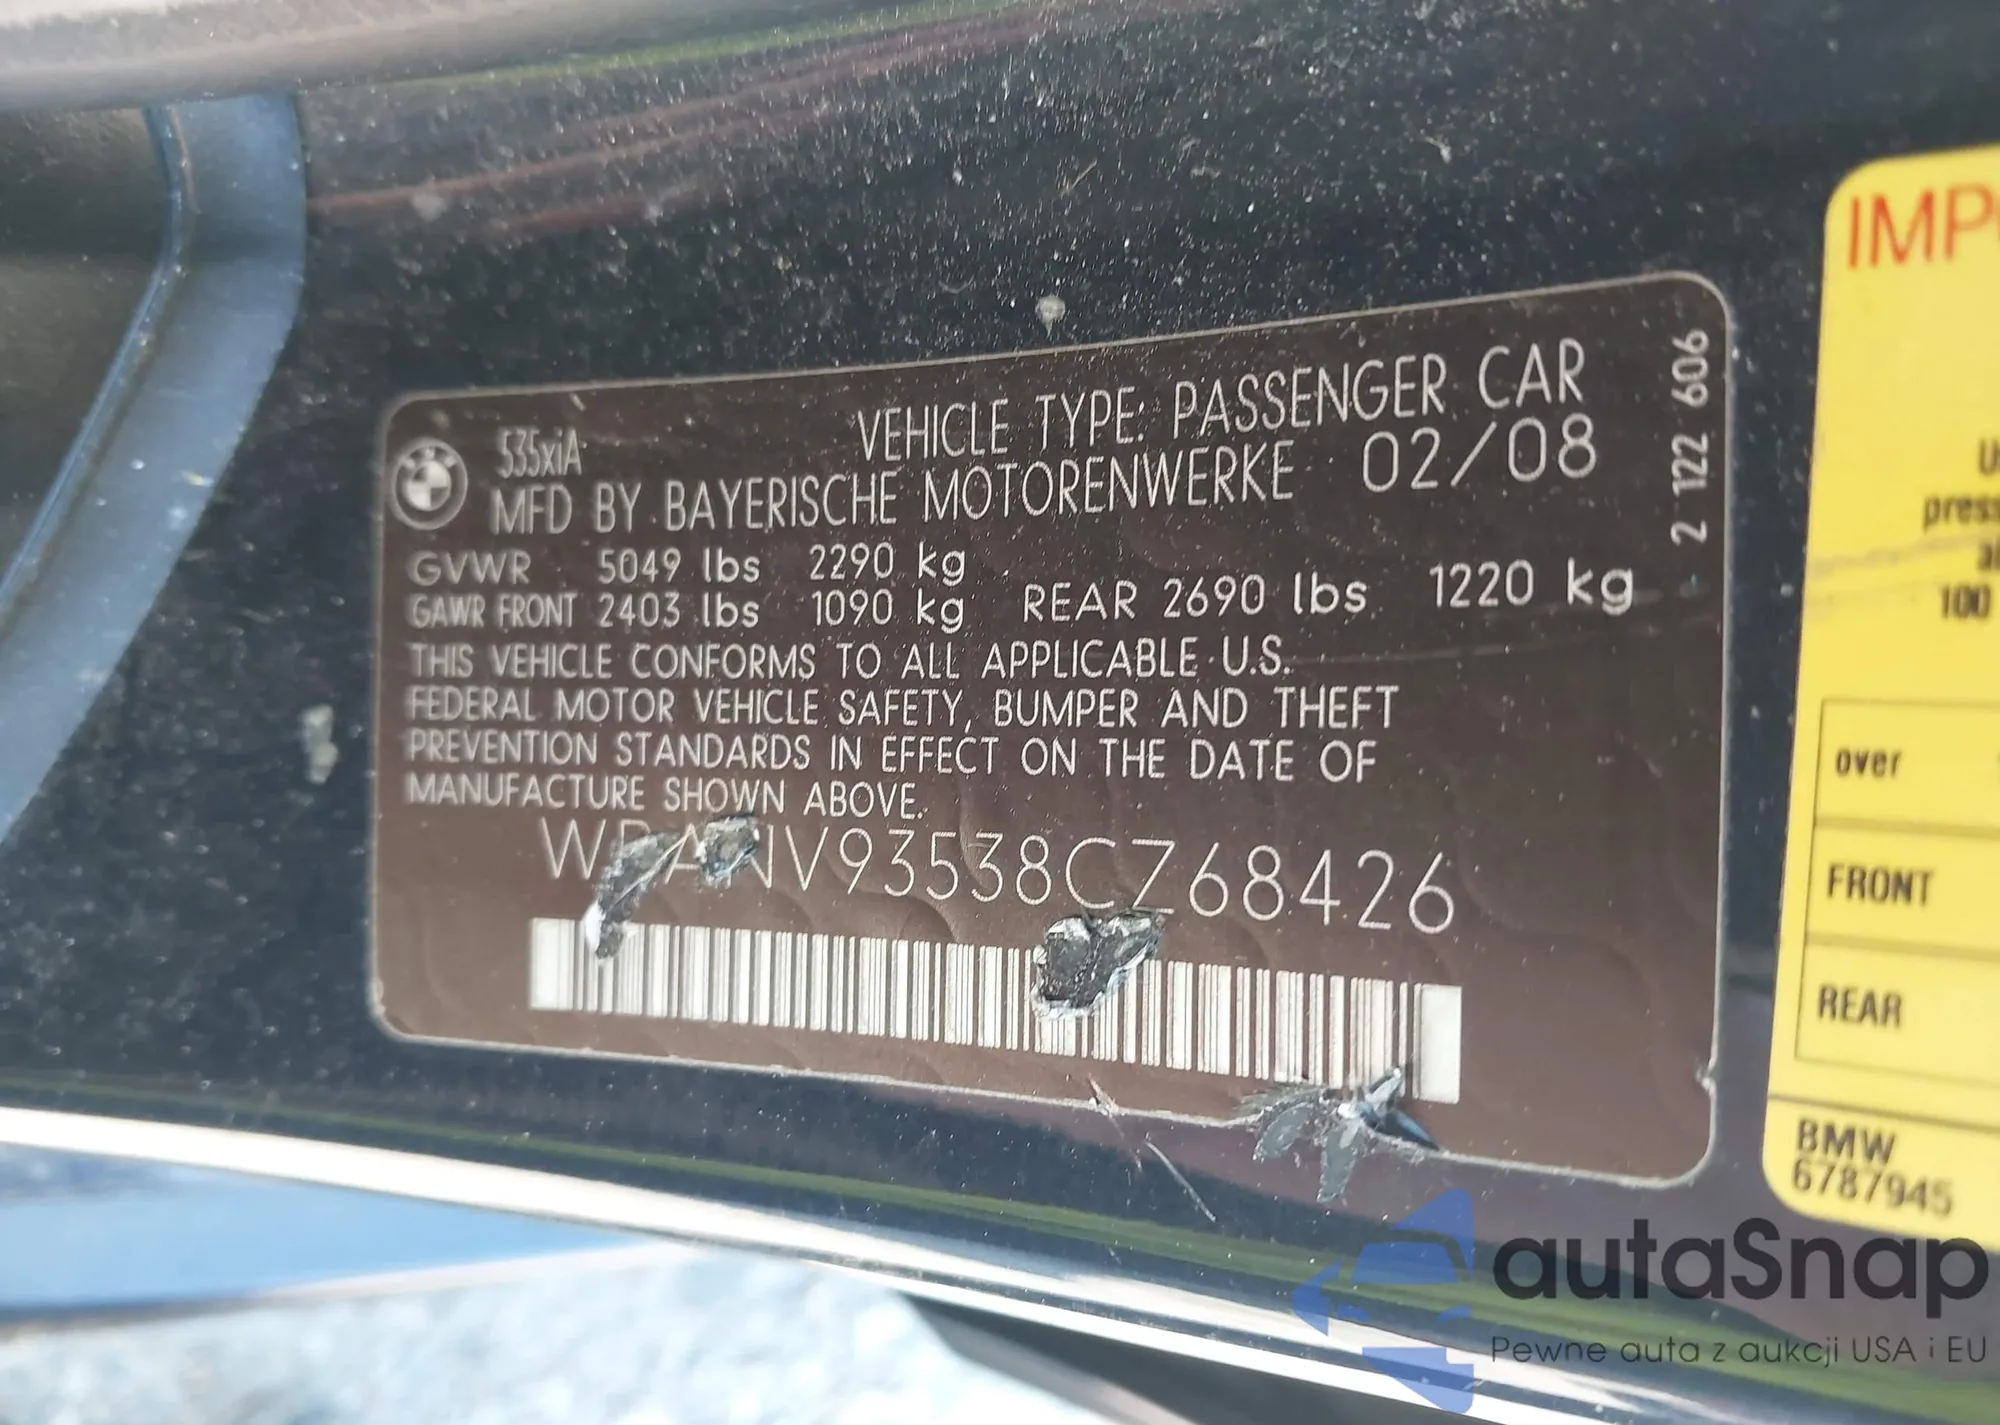 535xiA
VEHICLE TYPE: PASSENGER CAR
MFD BY BAYERISCHE MOTORENWERKE 02/08
GVWR 5049 lbs 2290 kg
GAWR FRONT 2403 lbs 1090 kg REAR 2690 lbs 1220 kg
THIS VEHICLE CONFORMS TO ALL APPLICABLE U.S.
FEDERAL MOTOR VEHICLE SAFETY, BUMPER AND THEFT
PREVENTION STANDARDS IN EFFECT ON THE DATE OF
MANUFACTURE SHOWN ABOVE.
WBANV93538CZ68426
2 122 606
over
FRONT
REAR
BMW
6787945
100
autaSnap
Pewne auta z aukcji USA i EU